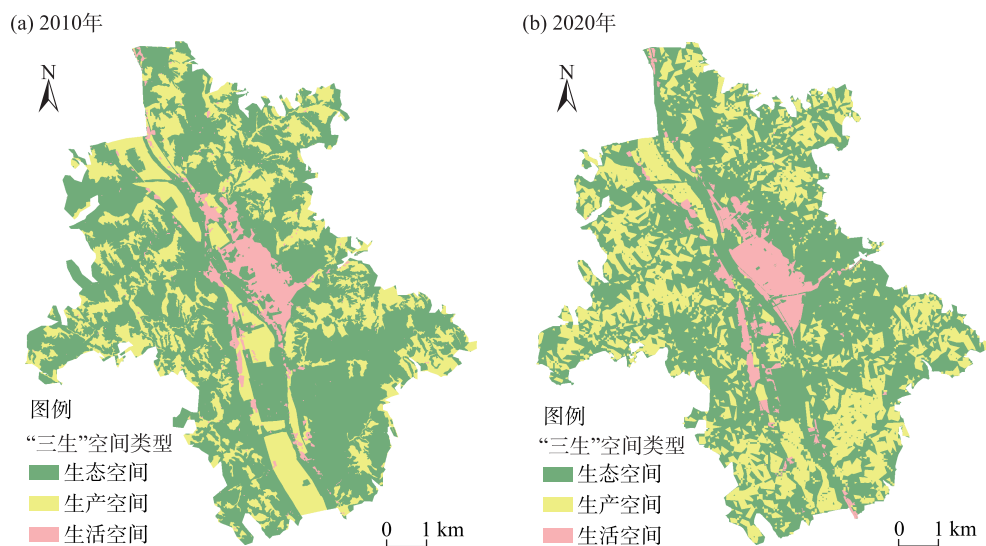 (a) 2010年
N
图例
“三生”空间类型
生态空间
生产空间
生活空间
0 1 km
(b) 2020年
N
图例
“三生”空间类型
生态空间
生产空间
生活空间
0 1 km